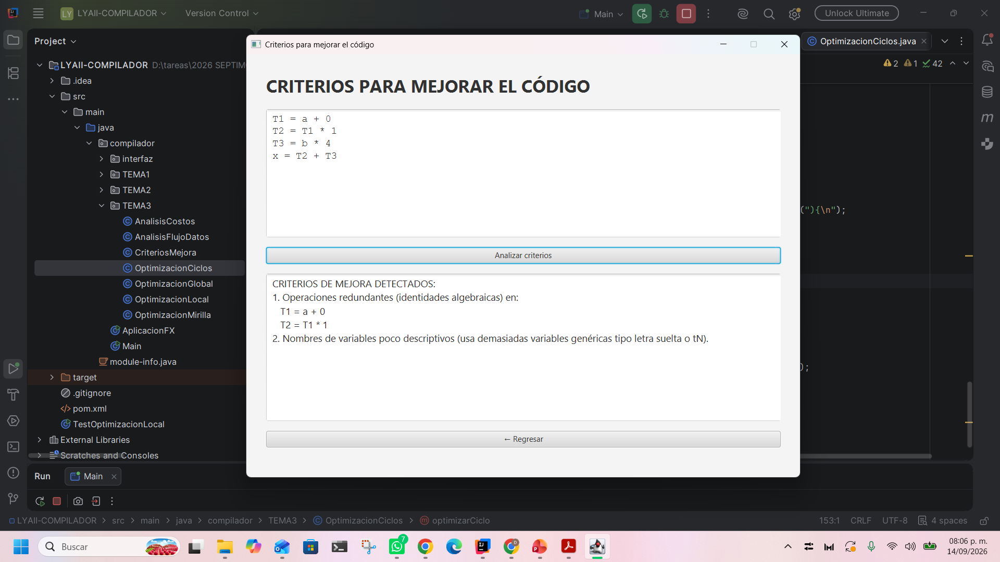 LY LYAII-COMPILADOR Version Control Main Unlock Ultimate
Project
OptimizacionCiclos.java
2 1 42
LYAII-COMPILADOR D:\tareas\2026 SEPTIM
.idea
src
main
java
compilador
interfaz
TEMA1
TEMA2
TEMA3
AnalisisCostos
AnalisisFlujoDatos
CriteriosMejora
OptimizacionCiclos
OptimizacionGlobal
OptimizacionLocal
OptimizacionMirilla
AplicacionFX
Main
module-info.java
target
.gitignore
pom.xml
TestOptimizacionLocal
External Libraries
Scratches and Consoles
Criterios para mejorar el código
CRITERIOS PARA MEJORAR EL CÓDIGO
T1 = a + 0
T2 = T1 * 1
T3 = b * 4
x = T2 + T3
Analizar criterios
CRITERIOS DE MEJORA DETECTADOS:
1. Operaciones redundantes (identidades algebraicas) en:
T1 = a + 0
T2 = T1 * 1
2. Nombres de variables poco descriptivos (usa demasiadas variables genéricas tipo letra suelta o tN).
← Regresar
("){\n");
);
Run Main
LYAII-COMPILADOR > src > main > java > compilador > TEMA3 > OptimizacionCiclos > optimizarCiclo
153:1 CRLF UTF-8 4 spaces
Buscar
7
08:06 p. m.
14/09/2026